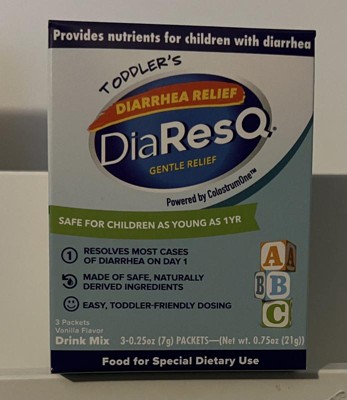 Provides nutrients for children with diarrhea
TODDLER'S
DIARRHEA RELIEF
DiaResQ.
GENTLE RELIEF
Powered by ColostrumOne™
SAFE FOR CHILDREN AS YOUNG AS 1YR
1 RESOLVES MOST CASES
OF DIARRHEA ON DAY 1
MADE OF SAFE, NATURALLY
DERIVED INGREDIENTS
EASY, TODDLER-FRIENDLY DOSING
A A
B B
C
3 Packets
Vanilla Flavor
Drink Mix 3-0.25oz (7g) PACKETS—(Net wt. 0.75oz (21g))
Food for Special Dietary Use